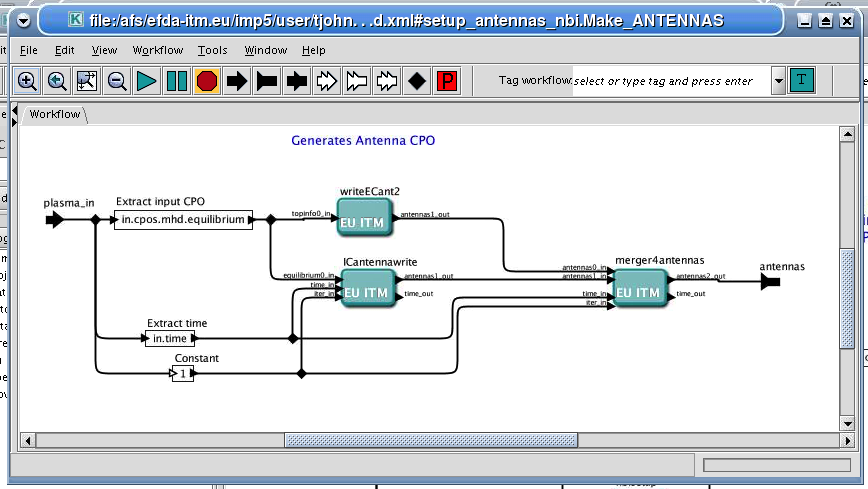 file:/afs/efda-itm.eu/imp5/user/tjohn...d.xml#setup_antennas_nbi.Make_ANTENNAS
File Edit View Workflow Tools Window Help
P
Tag workflow: select or type tag and press enter
T
Workflow
Generates Antenna CPO
plasma_in
Extract input CPO
in.cpos.mhd.equilibrium
writeECant2
topinfo0_in
EU ITM
antennas1_out
ICantennawrite
equilibrium0_in
time_in
iter_in
EU ITM
antennas1_out
time_out
merger4antennas
antennas0_in
antennas1_in
time_in
iter_in
EU ITM
antennas2_out
time_out
antennas
Extract time
in.time
Constant
1